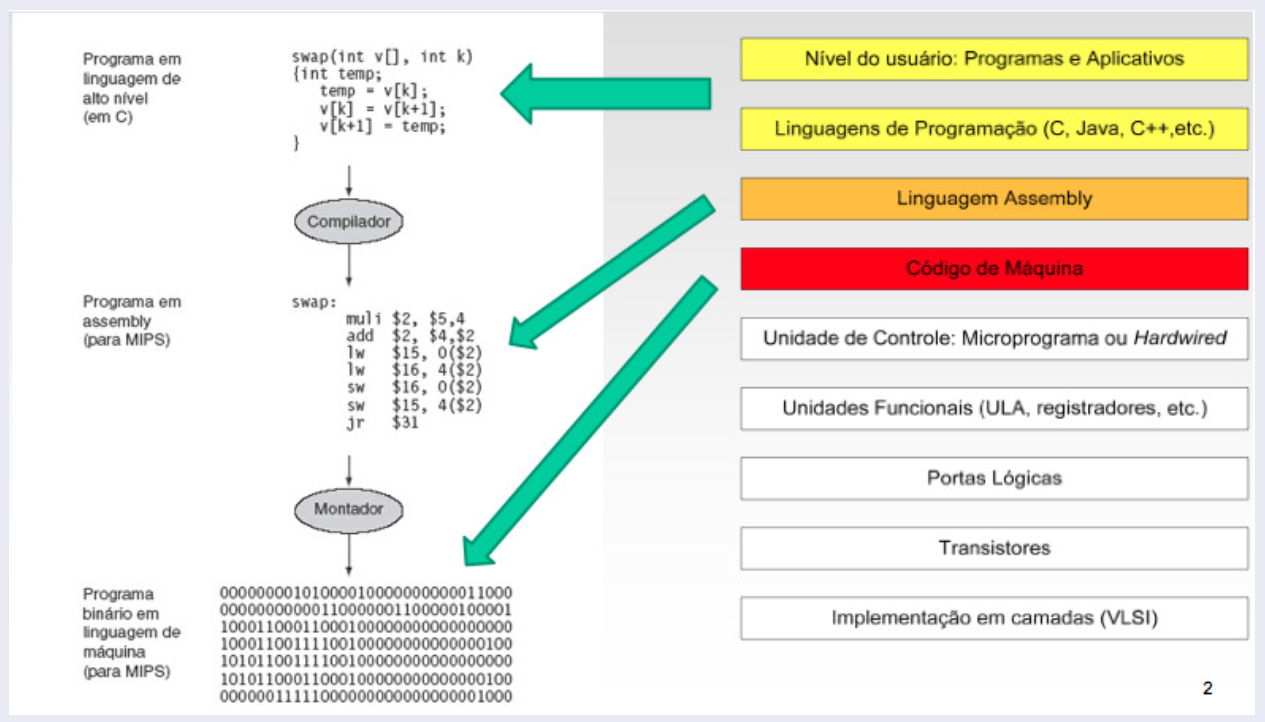 Programa em
linguagem de
alto nível
(em C)
swap(int v[], int k)
{int temp;
temp = v[k];
v[k] = v[k+1];
v[k+1] = temp;
}
Compilador
Programa em
assembly
(para MIPS)
swap:
muli $2, $5,4
add $2, $4,$2
lw $15, 0($2)
lw $16, 4($2)
sw $16, 0($2)
sw $15, 4($2)
jr $31
Montador
Programa
binário em
linguagem de
máquina
(para MIPS)
00000000101000010000000000011000
00000000000110000001100000100001
10001100011000100000000000000000
10001100111100100000000000000100
10101100111100100000000000000000
10101100011000100000000000000100
00000011111000000000000000001000
Nível do usuário: Programas e Aplicativos
Linguagens de Programação (C, Java, C++,etc.)
Linguagem Assembly
Código de Máquina
Unidade de Controle: Microprograma ou Hardwired
Unidades Funcionais (ULA, registradores, etc.)
Portas Lógicas
Transistores
Implementação em camadas (VLSI)
2